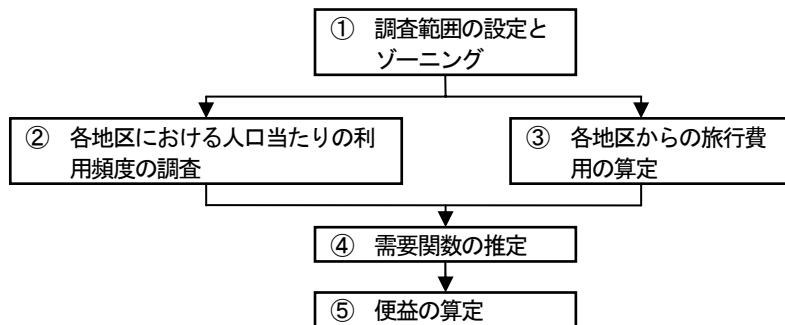 ① 調査範囲の設定と
ゾーニング
② 各地区における人口当たりの利
用頻度の調査
③ 各地区からの旅行費
用の算定
④ 需要関数の推定
⑤ 便益の算定